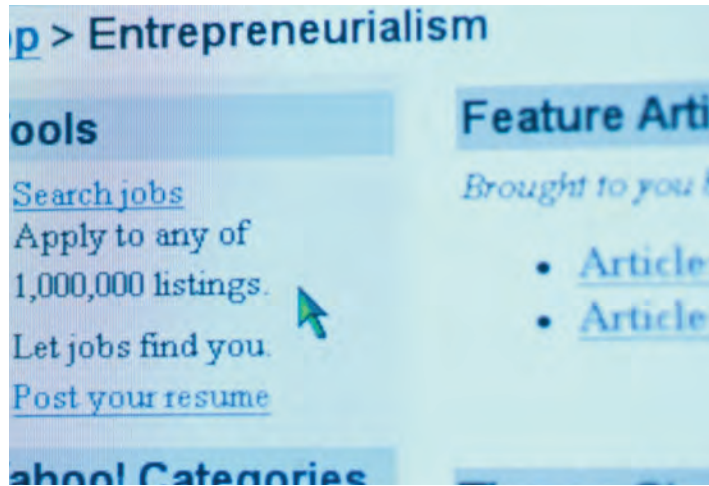 op > Entrepreneurialism
ools
Search jobs
Apply to any of
1,000,000 listings.
Let jobs find you.
Post your resume
ahoo! Categories
Feature Arti
Brought to you
Article
Article